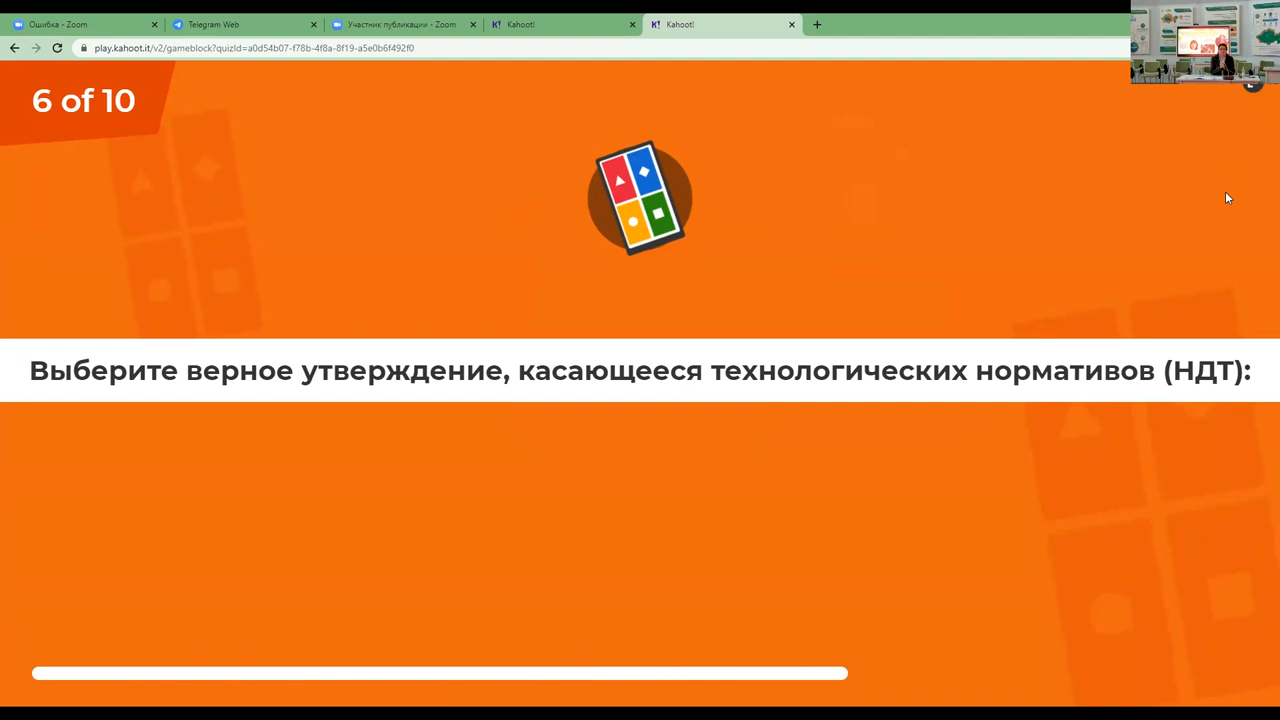 Ошибка - Zoom
Telegram Web
Участник публикации - Zoom
K! Kahoot!
K! Kahoot!
play.kahoot.it/v2/gameblock?quizId=a0d54b07-f78b-4f8a-8f19-a5e0b6f492f0
6 of 10
Выберите верное утверждение, касающееся технологических нормативов (НДТ):